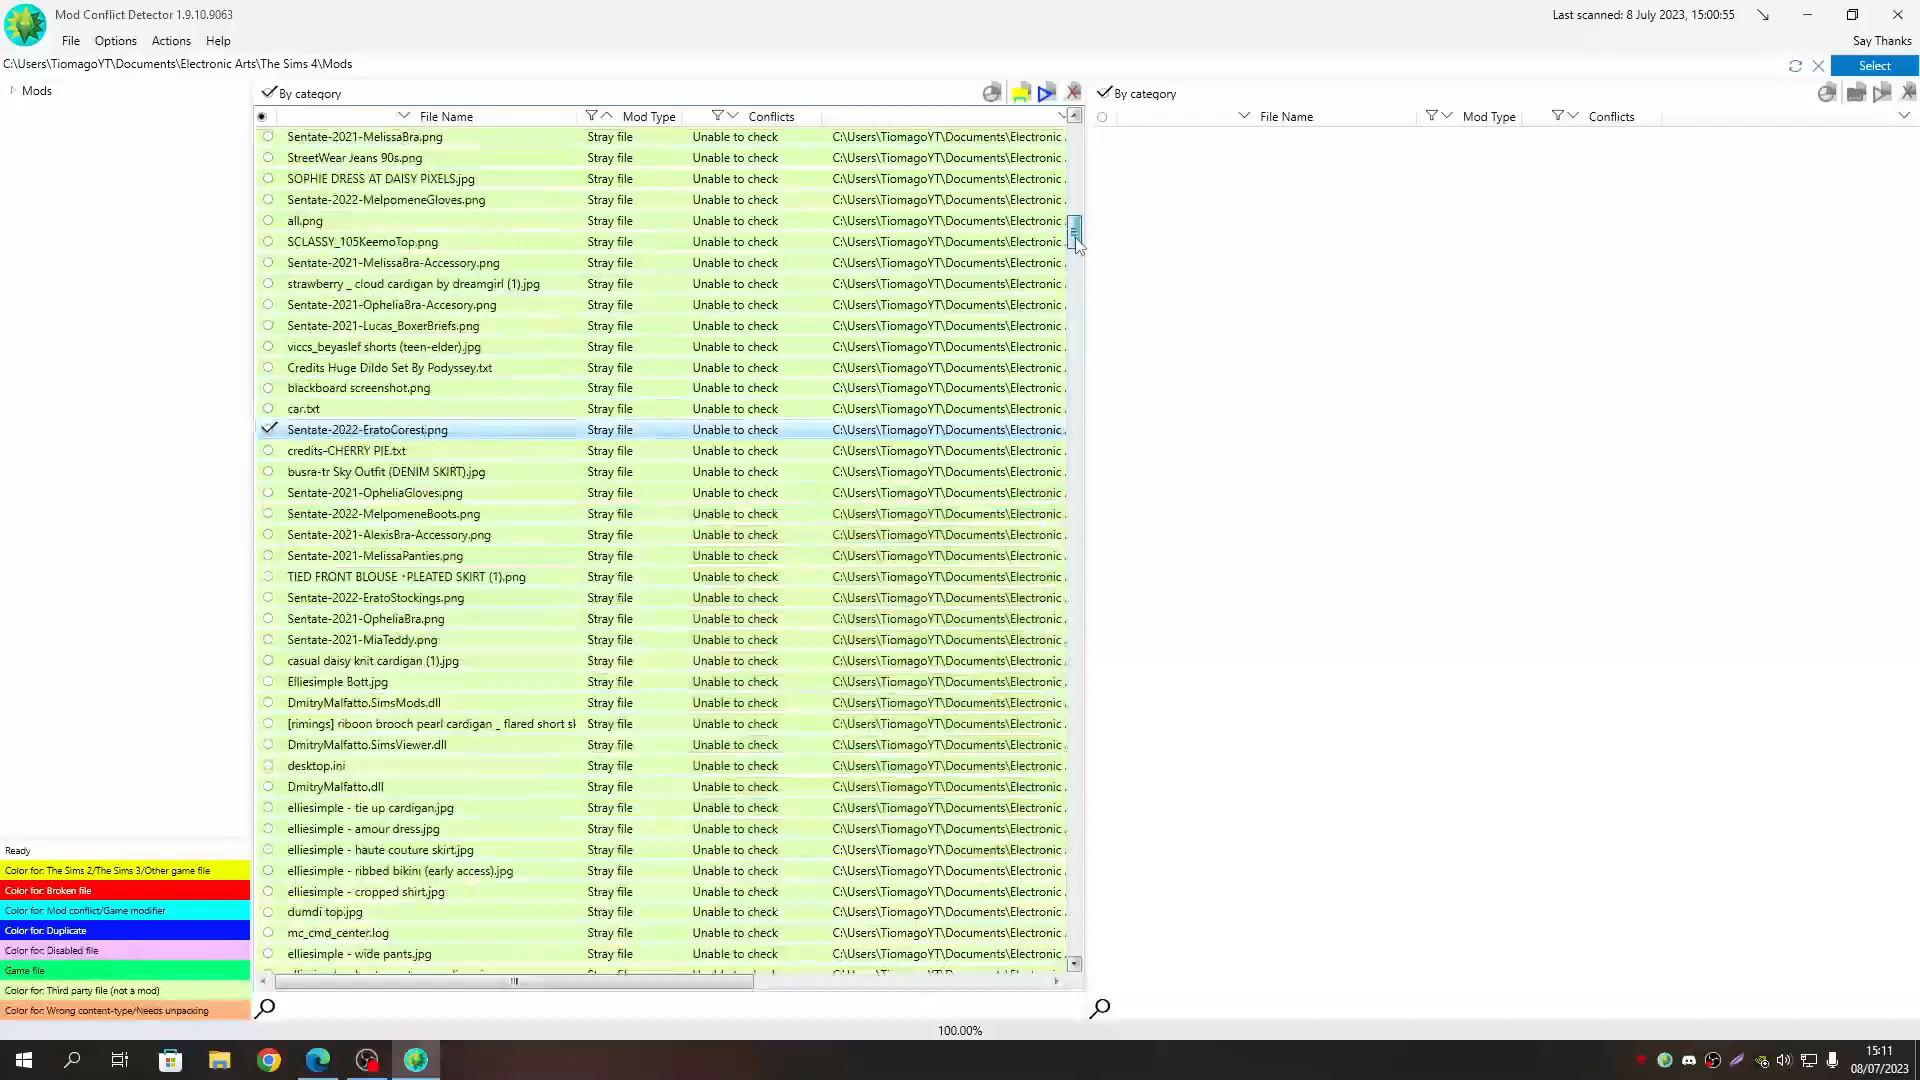 Mod Conflict Detector 1.9.10.9063
Last scanned: 8 July 2023, 15:00:55
File Options Actions Help
Say Thanks
C:\Users\TiomagoYT\Documents\Electronic Arts\The Sims 4\Mods
Select
Mods
By category
By category
File Name Mod Type Conflicts
File Name Mod Type Conflicts
Sentate-2021-MelissaBra.png Stray file Unable to check C:\Users\TiomagoYT\Documents\Electronic
StreetWear Jeans 90s.png Stray file Unable to check C:\Users\TiomagoYT\Documents\Electronic
SOPHIE DRESS AT DAISY PIXELS.jpg Stray file Unable to check C:\Users\TiomagoYT\Documents\Electronic
Sentate-2022-MelpomeneGloves.png Stray file Unable to check C:\Users\TiomagoYT\Documents\Electronic
all.png Stray file Unable to check C:\Users\TiomagoYT\Documents\Electronic
SCLASSY_105KeemoTop.png Stray file Unable to check C:\Users\TiomagoYT\Documents\Electronic
Sentate-2021-MelissaBra-Accessory.png Stray file Unable to check C:\Users\TiomagoYT\Documents\Electronic
strawberry _ cloud cardigan by dreamgirl (1).jpg Stray file Unable to check C:\Users\TiomagoYT\Documents\Electronic
Sentate-2021-OpheliaBra-Accesory.png Stray file Unable to check C:\Users\TiomagoYT\Documents\Electronic
Sentate-2021-Lucas_BoxerBriefs.png Stray file Unable to check C:\Users\TiomagoYT\Documents\Electronic
viccs_beyaslef shorts (teen-elder).jpg Stray file Unable to check C:\Users\TiomagoYT\Documents\Electronic
Credits Huge Dildo Set By Podyssey.txt Stray file Unable to check C:\Users\TiomagoYT\Documents\Electronic
blackboard screenshot.png Stray file Unable to check C:\Users\TiomagoYT\Documents\Electronic
car.txt Stray file Unable to check C:\Users\TiomagoYT\Documents\Electronic
Sentate-2022-EratoCorest.png Stray file Unable to check C:\Users\TiomagoYT\Documents\Electronic
credits-CHERRY PIE.txt Stray file Unable to check C:\Users\TiomagoYT\Documents\Electronic
busra-tr Sky Outfit (DENIM SKIRT).jpg Stray file Unable to check C:\Users\TiomagoYT\Documents\Electronic
Sentate-2021-OpheliaGloves.png Stray file Unable to check C:\Users\TiomagoYT\Documents\Electronic
Sentate-2022-MelpomeneBoots.png Stray file Unable to check C:\Users\TiomagoYT\Documents\Electronic
Sentate-2021-AlexisBra-Accessory.png Stray file Unable to check C:\Users\TiomagoYT\Documents\Electronic
Sentate-2021-MelissaPanties.png Stray file Unable to check C:\Users\TiomagoYT\Documents\Electronic
TIED FRONT BLOUSE •PLEATED SKIRT (1).png Stray file Unable to check C:\Users\TiomagoYT\Documents\Electronic
Sentate-2022-EratoStockings.png Stray file Unable to check C:\Users\TiomagoYT\Documents\Electronic
Sentate-2021-OpheliaBra.png Stray file Unable to check C:\Users\TiomagoYT\Documents\Electronic
Sentate-2021-MiaTeddy.png Stray file Unable to check C:\Users\TiomagoYT\Documents\Electronic
casual daisy knit cardigan (1).jpg Stray file Unable to check C:\Users\TiomagoYT\Documents\Electronic
Elliesimple Bott.jpg Stray file Unable to check C:\Users\TiomagoYT\Documents\Electronic
DmitryMalfatto.SimsMods.dll Stray file Unable to check C:\Users\TiomagoYT\Documents\Electronic
[rimings] riboon brooch pearl cardigan _ flared short sk Stray file Unable to check C:\Users\TiomagoYT\Documents\Electronic
DmitryMalfatto.SimsViewer.dll Stray file Unable to check C:\Users\TiomagoYT\Documents\Electronic
desktop.ini Stray file Unable to check C:\Users\TiomagoYT\Documents\Electronic
DmitryMalfatto.dll Stray file Unable to check C:\Users\TiomagoYT\Documents\Electronic
elliesimple - tie up cardigan.jpg Stray file Unable to check C:\Users\TiomagoYT\Documents\Electronic
elliesimple - amour dress.jpg Stray file Unable to check C:\Users\TiomagoYT\Documents\Electronic
elliesimple - haute couture skirt.jpg Stray file Unable to check C:\Users\TiomagoYT\Documents\Electronic
elliesimple - ribbed bikini (early access).jpg Stray file Unable to check C:\Users\TiomagoYT\Documents\Electronic
elliesimple - cropped shirt.jpg Stray file Unable to check C:\Users\TiomagoYT\Documents\Electronic
dumdi top.jpg Stray file Unable to check C:\Users\TiomagoYT\Documents\Electronic
mc_cmd_center.log Stray file Unable to check C:\Users\TiomagoYT\Documents\Electronic
elliesimple - wide pants.jpg Stray file Unable to check C:\Users\TiomagoYT\Documents\Electronic
Ready
Color for: The Sims 2/The Sims 3/Other game file
Color for: Broken file
Color for: Mod conflict/Game modifier
Color for: Duplicate
Color for: Disabled file
Game file
Color for: Third party file (not a mod)
Color for: Wrong content-type/Needs unpacking
100.00%
15:11
08/07/2023